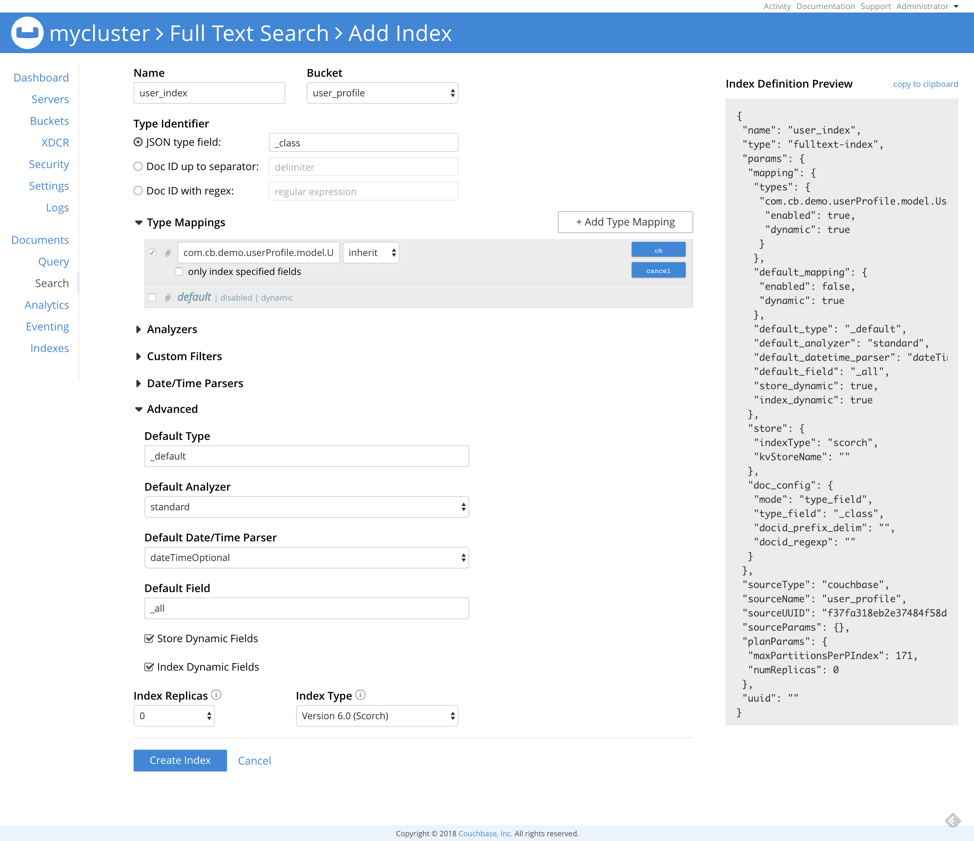 Activity Documentation Support Administrator
mycluster > Full Text Search > Add Index
Dashboard
Servers
Buckets
XDCR
Security
Settings
Logs
Documents
Query
Search
Analytics
Eventing
Indexes
Name
user_index
Bucket
user_profile
Type Identifier
JSON type field:
_class
Doc ID up to separator:
delimiter
Doc ID with regex:
regular expression
Type Mappings
+ Add Type Mapping
# com.cb.demo.userProfile.model.U inherit
ok
only index specified fields
cancel
# default | disabled | dynamic
Analyzers
Custom Filters
Date/Time Parsers
Advanced
Default Type
_default
Default Analyzer
standard
Default Date/Time Parser
dateTimeOptional
Default Field
_all
Store Dynamic Fields
Index Dynamic Fields
Index Replicas
0
Index Type
Version 6.0 (Scorch)
Create Index
Cancel
Index Definition Preview
copy to clipboard
{
"name": "user_index",
"type": "fulltext-index",
"params": {
"mapping": {
"types": {
"com.cb.demo.userProfile.model.Us
"enabled": true,
"dynamic": true
}
},
"default_mapping": {
"enabled": false,
"dynamic": true
},
"default_type": "_default",
"default_analyzer": "standard",
"default_datetime_parser": "dateTi
"default_field": "_all",
"store_dynamic": true,
"index_dynamic": true
},
"store": {
"indexType": "scorch",
"kvStoreName": ""
},
"doc_config": {
"mode": "type_field",
"type_field": "_class",
"docid_prefix_delim": "",
"docid_regexp": ""
}
},
"sourceType": "couchbase",
"sourceName": "user_profile",
"sourceUUID": "f37fa318eb2e37484f58d
"sourceParams": {},
"planParams": {
"maxPartitionsPerPIndex": 171,
"numReplicas": 0
},
"uuid": ""
}
Copyright © 2018 Couchbase, Inc. All rights reserved.